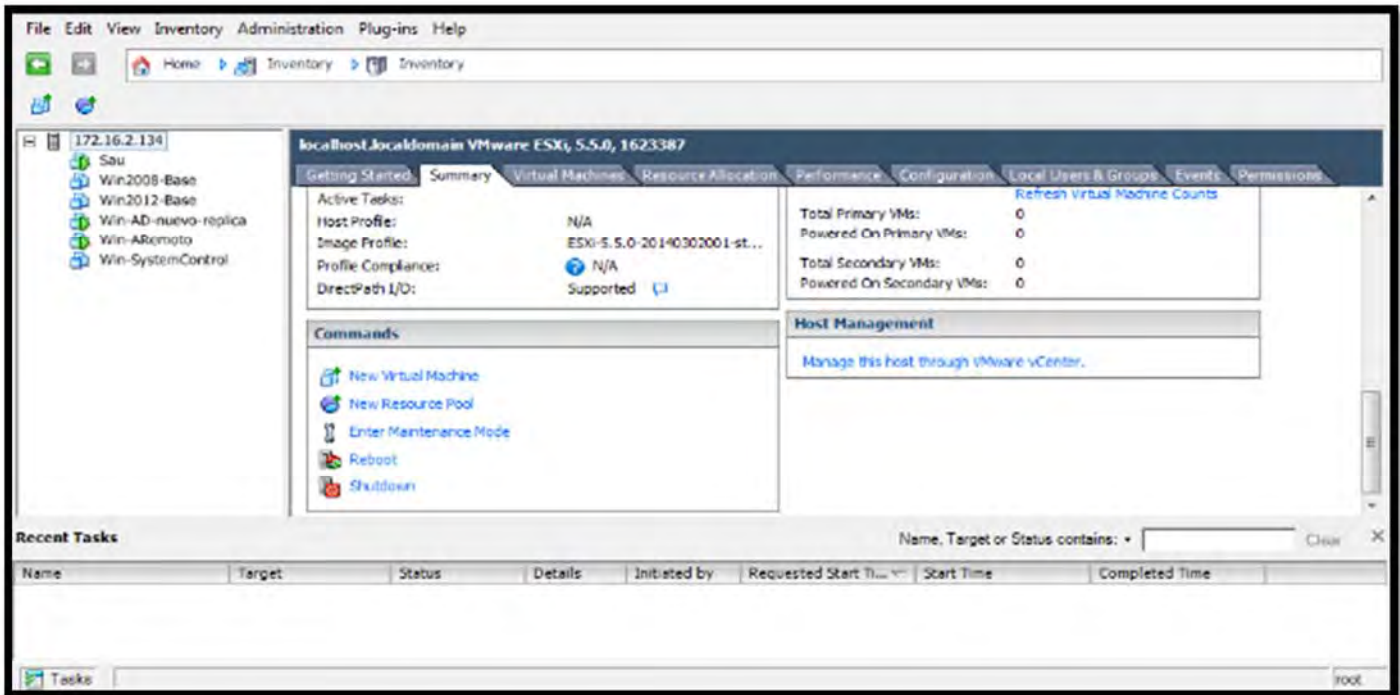 File Edit View Inventory Administration Plug-ins Help
Home Inventory Inventory
172.16.2.134
Sau
Win2008-Base
Win2012-Base
Win-AD-nuevo-replica
Win-ARemoto
Win-SystemControl
localhost.localdomain VMware ESXi, 5.5.0, 1623387
Getting Started Summary Virtual Machines Resource Allocation Performance Configuration Local Users & Groups Events Permissions
Active Tasks:
Host Profile: N/A
Image Profile: ESXi-5.5.0-20140302001-st...
Profile Compliance: N/A
DirectPath I/O: Supported
Refresh Virtual Machine Counts
Total Primary VMs: 0
Powered On Primary VMs: 0
Total Secondary VMs: 0
Powered On Secondary VMs: 0
Commands
New Virtual Machine
New Resource Pool
Enter Maintenance Mode
Reboot
Shutdown
Host Management
Manage this host through VMware vCenter.
Recent Tasks
Name, Target or Status contains: Clear
Name Target Status Details Initiated by Requested Start Ti... Start Time Completed Time
Tasks root